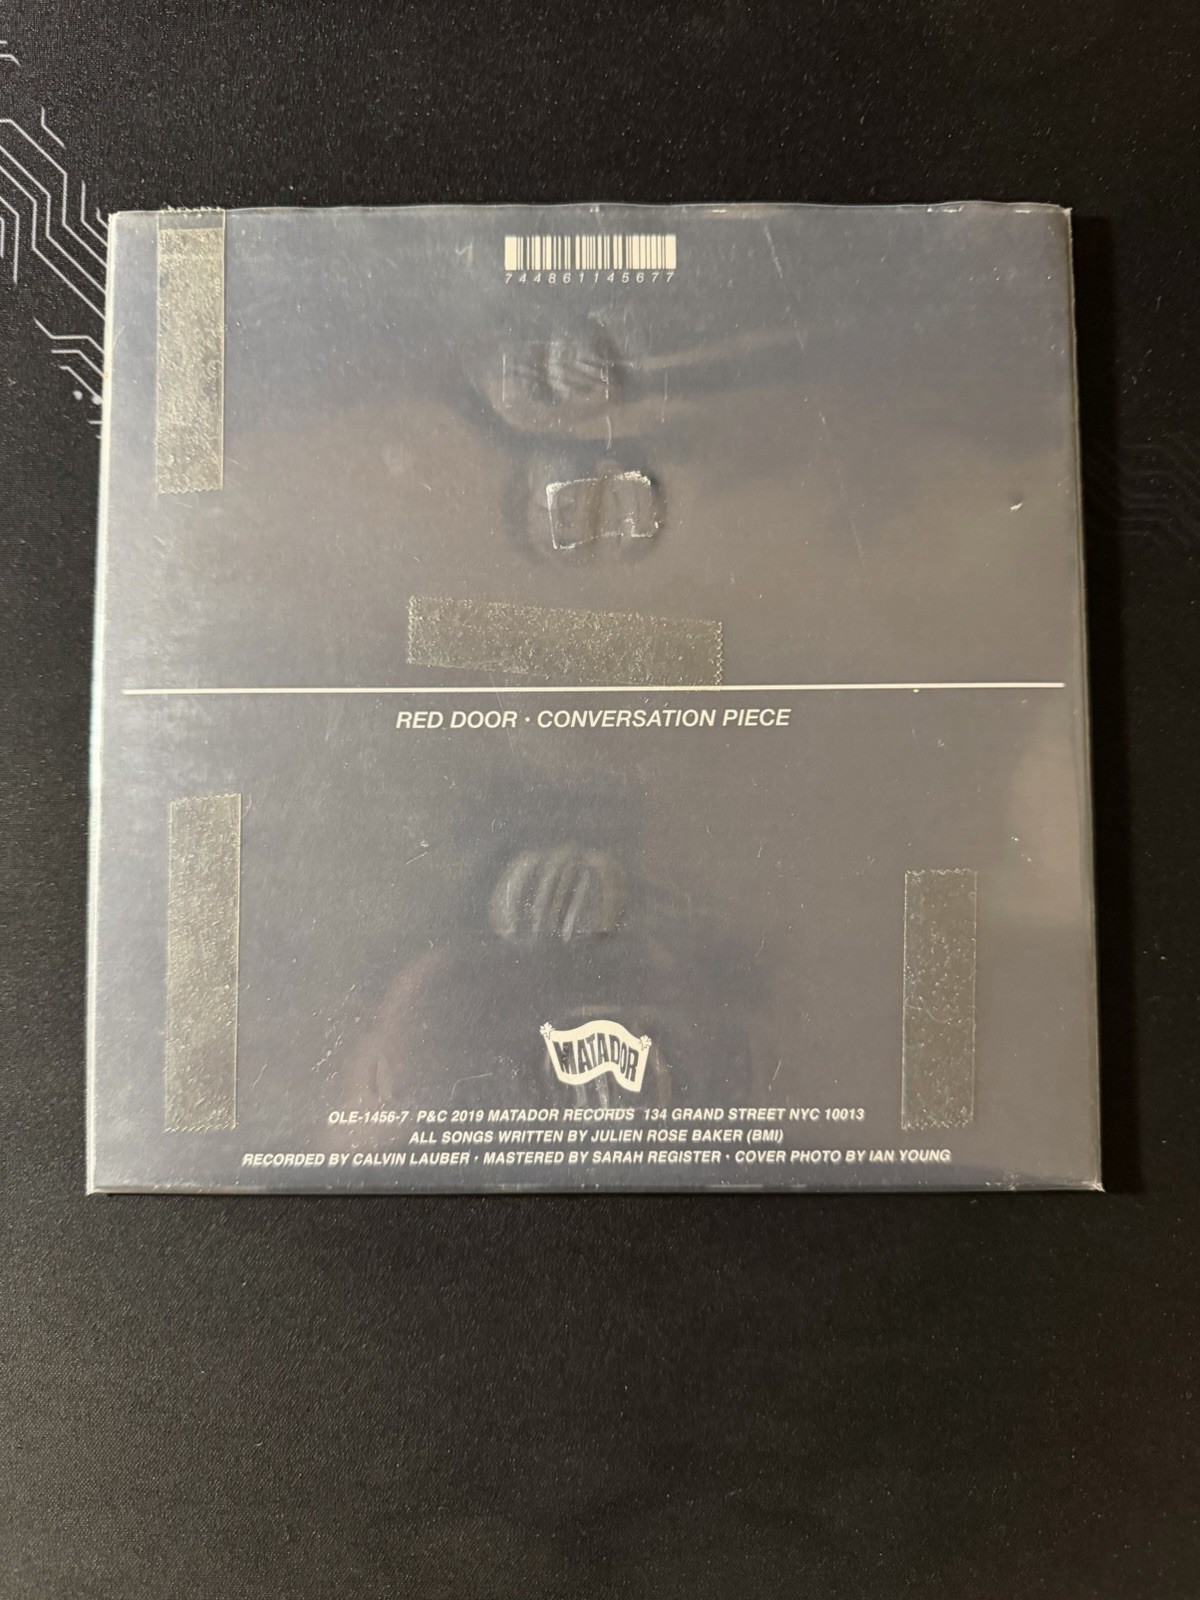 744861145677
RED DOOR · CONVERSATION PIECE
MATADOR
OLE-1456-7 P&C 2019 MATADOR RECORDS 134 GRAND STREET NYC 10013
ALL SONGS WRITTEN BY JULIEN ROSE BAKER (BMI)
RECORDED BY CALVIN LAUBER · MASTERED BY SARAH REGISTER · COVER PHOTO BY IAN YOUNG